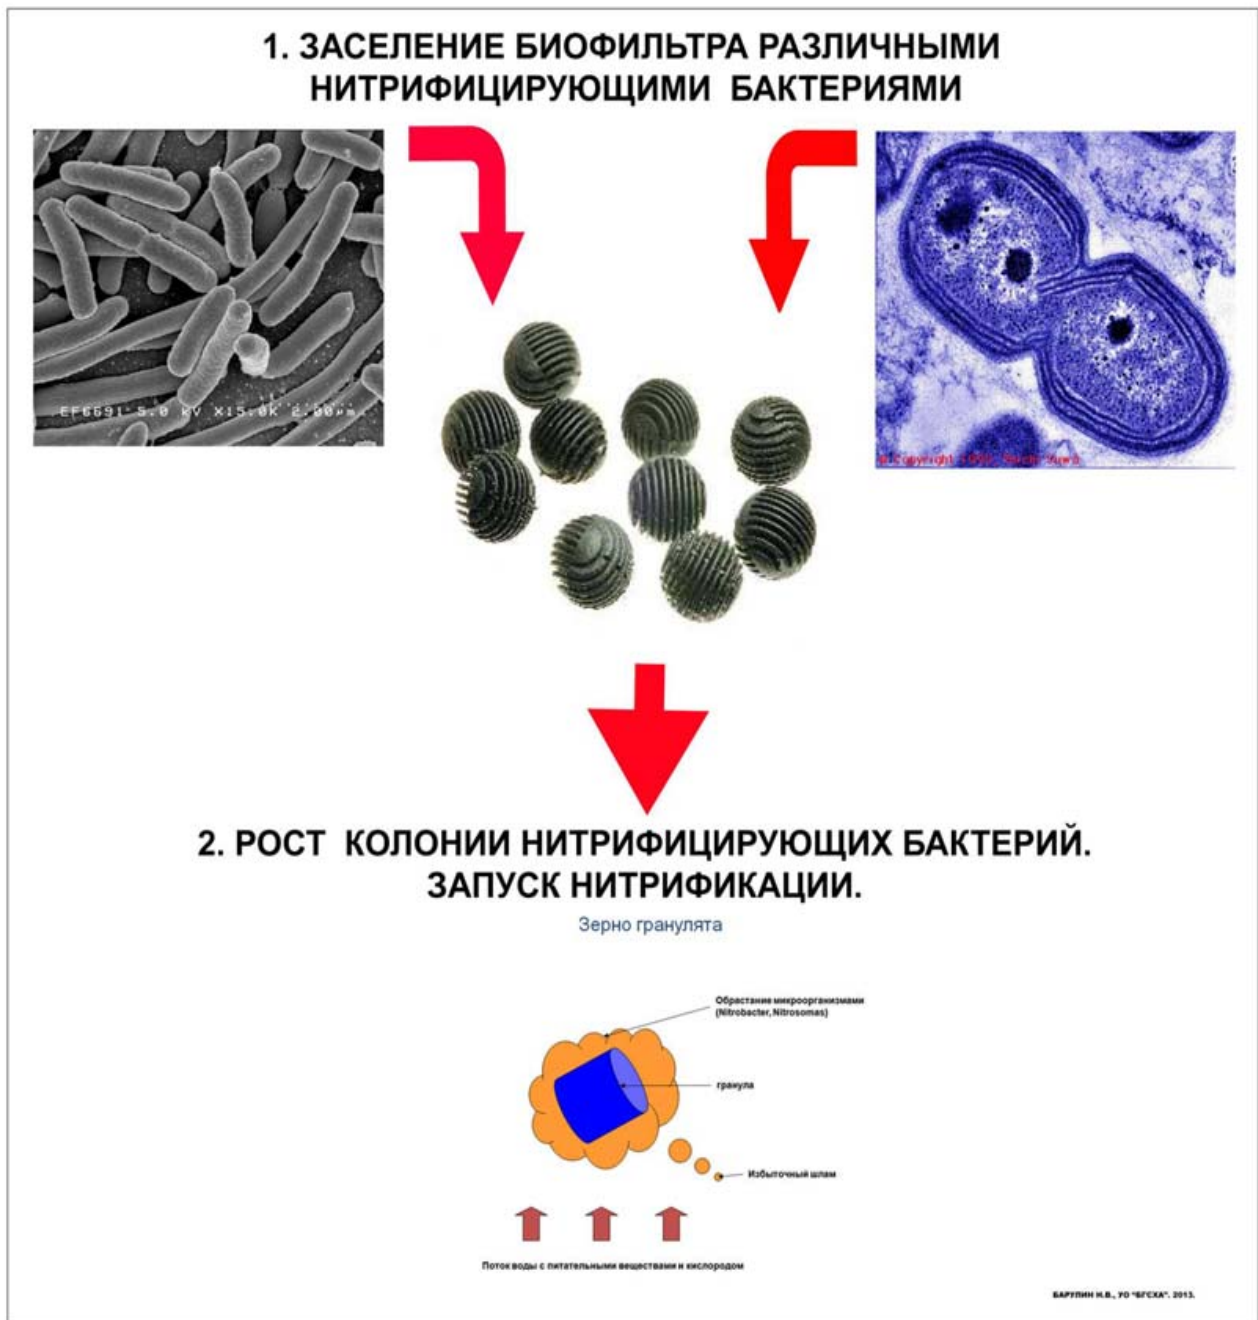 1. ЗАСЕЛЕНИЕ БИОФИЛЬТРА РАЗЛИЧНЫМИ
НИТРИФИЦИРУЮЩИМИ БАКТЕРИЯМИ
EF6691 5.0 kV X15.0K 2.00µm
© Copyright
2. РОСТ КОЛОНИИ НИТРИФИЦИРУЮЩИХ БАКТЕРИЙ.
ЗАПУСК НИТРИФИКАЦИИ.
Зерно гранулята
Обрастание микроорганизмами
(Nitrobacter, Nitrosomas)
гранула
Избыточный шлам
Поток воды с питательными веществами и кислородом
БАРУЛИН Н.В., УО "БГСХА". 2013.